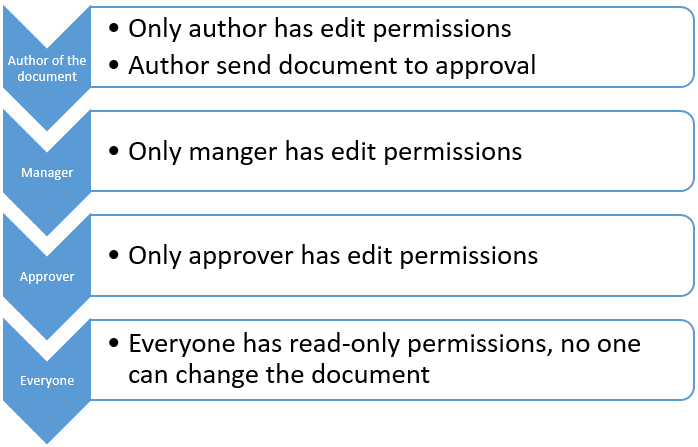 Author of the
document
• Only author has edit permissions
• Author send document to approval
Manager
• Only manger has edit permissions
Approver
• Only approver has edit permissions
Everyone
• Everyone has read-only permissions, no one
can change the document